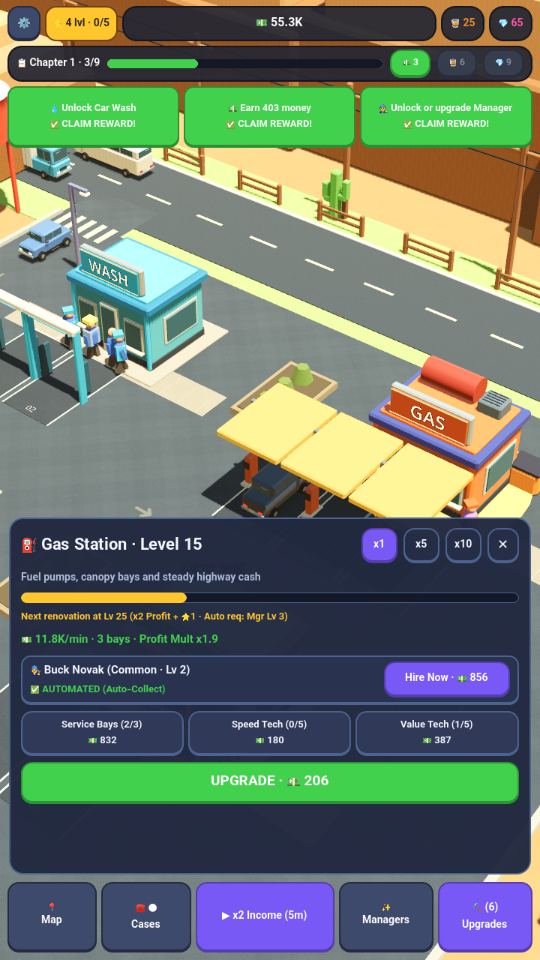 4 lvl · 0/5
55.3K
25
65
Chapter 1 · 3/9
3
6
9
Unlock Car Wash
CLAIM REWARD!
Earn 403 money
CLAIM REWARD!
Unlock or upgrade Manager
CLAIM REWARD!
WASH
02
GAS
Gas Station · Level 15
x1
x5
x10
✕
Fuel pumps, canopy bays and steady highway cash
Next renovation at Lv 25 (x2 Profit + ⭐1 · Auto req: Mgr Lv 3)
11.8K/min · 3 bays · Profit Mult x1.9
Buck Novak (Common · Lv 2)
AUTOMATED (Auto-Collect)
Hire Now · 856
Service Bays (2/3)
832
Speed Tech (0/5)
180
Value Tech (1/5)
387
UPGRADE · 206
Map
Cases
▶ x2 Income (5m)
Managers
(6)
Upgrades